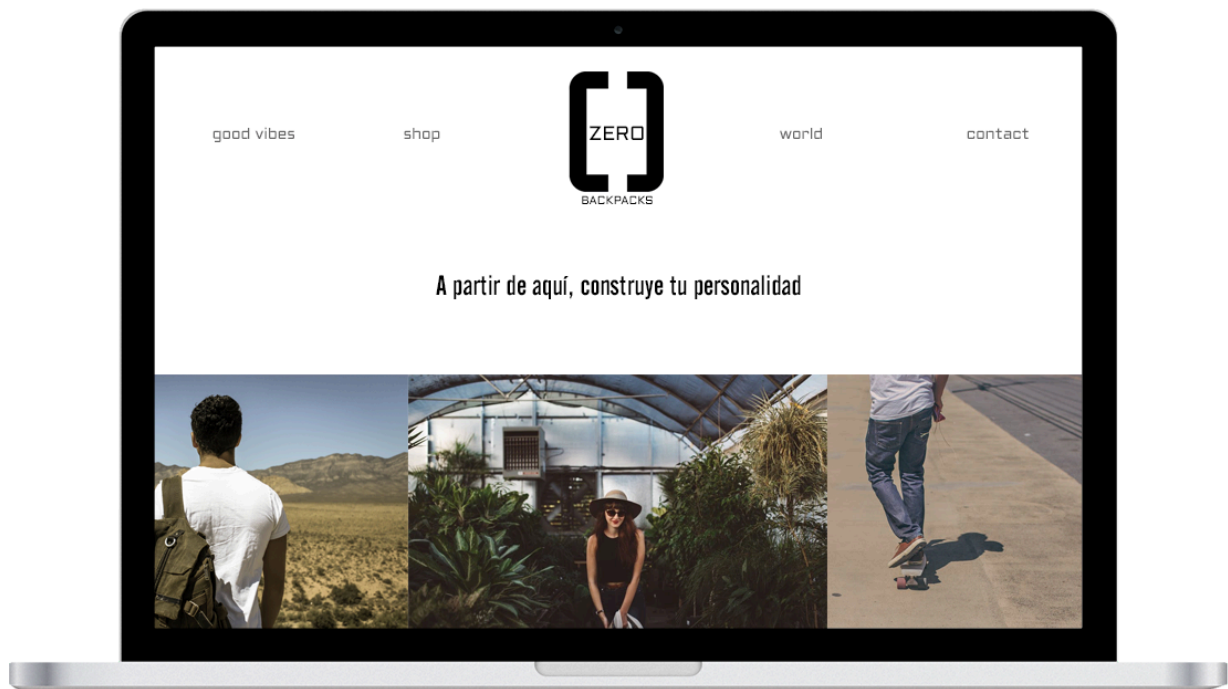 good vibes
shop
ZERO
BACKPACKS
world
contact
A partir de aquí, construye tu personalidad